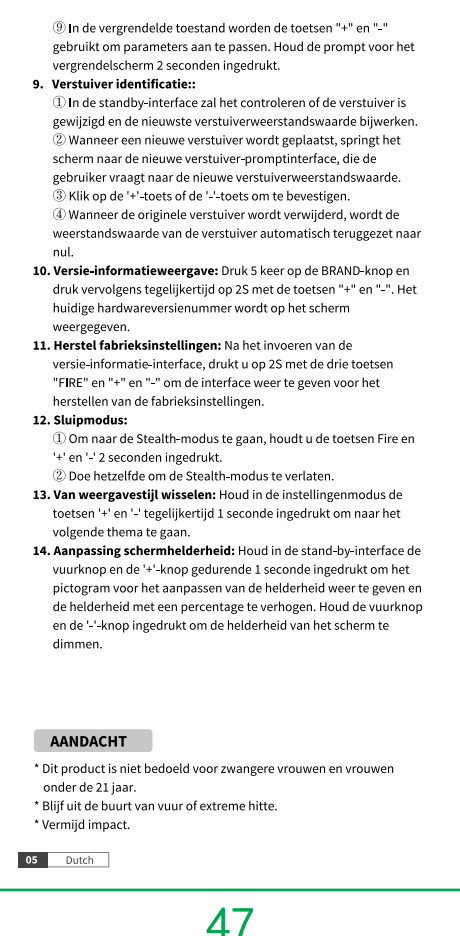 ⑨ In de vergrendelde toestand worden de toetsen "+" en "-"
gebruikt om parameters aan te passen. Houd de prompt voor het
vergrendelscherm 2 seconden ingedrukt.
9. Verstuiver identificatie::
① In de standby-interface zal het controleren of de verstuiver is
gewijzigd en de nieuwste verstuiverweerstandswaarde bijwerken.
② Wanneer een nieuwe verstuiver wordt geplaatst, springt het
scherm naar de nieuwe verstuiver-promptinterface, die de
gebruiker vraagt naar de nieuwe verstuiverweerstandswaarde.
③ Klik op de '+'-toets of de '-'-toets om te bevestigen.
④ Wanneer de originele verstuiver wordt verwijderd, wordt de
weerstandswaarde van de verstuiver automatisch teruggezet naar
nul.
10. Versie-informatieweergave: Druk 5 keer op de BRAND-knop en
druk vervolgens tegelijkertijd op 2S met de toetsen "+" en "-". Het
huidige hardwareversienummer wordt op het scherm
weergegeven.
11. Herstel fabrieksinstellingen: Na het invoeren van de
versie-informatie-interface, drukt u op 2S met de drie toetsen
"FIRE" en "+" en "-" om de interface weer te geven voor het
herstellen van de fabrieksinstellingen.
12. Sluipmodus:
① Om naar de Stealth-modus te gaan, houdt u de toetsen Fire en
'+' en '-' 2 seconden ingedrukt.
② Doe hetzelfde om de Stealth-modus te verlaten.
13. Van weergavestijl wisselen: Houd in de instellingenmodus de
toetsen '+' en '-' tegelijkertijd 1 seconde ingedrukt om naar het
volgende thema te gaan.
14. Aanpassing schermhelderheid: Houd in de stand-by-interface de
vuurknop en de '+'-knop gedurende 1 seconde ingedrukt om het
pictogram voor het aanpassen van de helderheid weer te geven en
de helderheid met een percentage te verhogen. Houd de vuurknop
en de '-'-knop ingedrukt om de helderheid van het scherm te
dimmen.
AANDACHT
* Dit product is niet bedoeld voor zwangere vrouwen en vrouwen
onder de 21 jaar.
* Blijf uit de buurt van vuur of extreme hitte.
* Vermijd impact.
05 Dutch
47